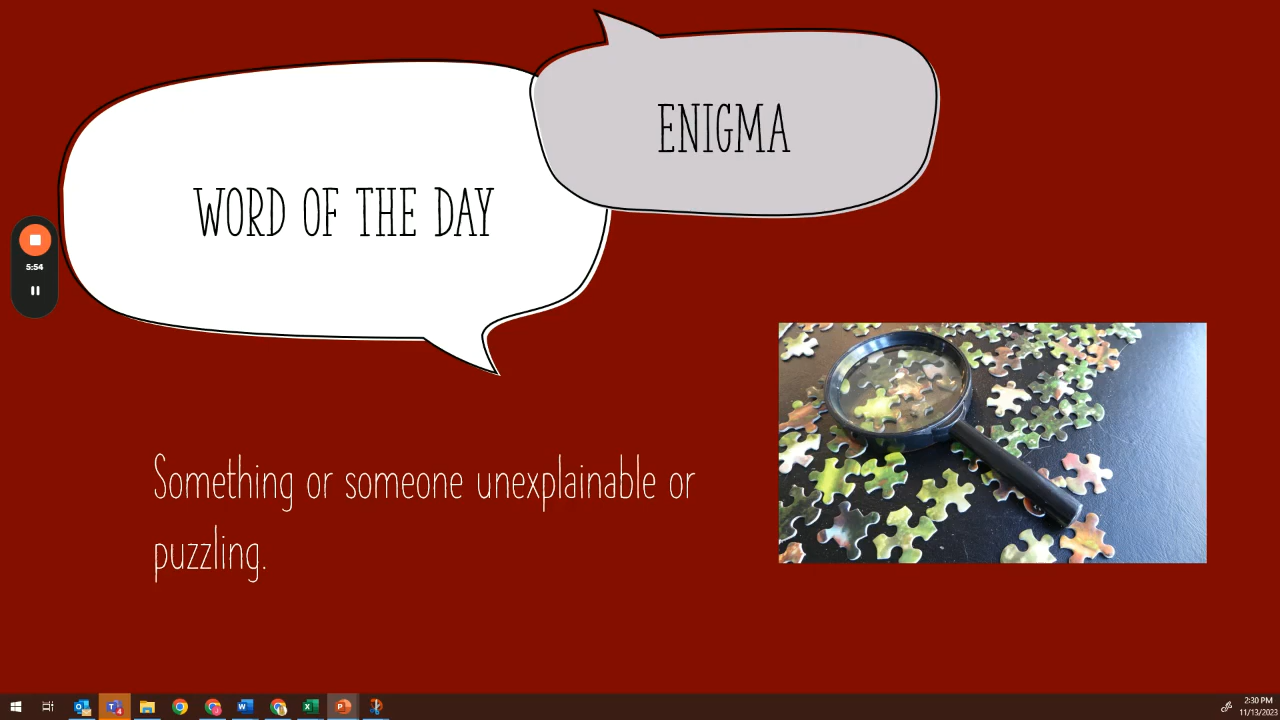 ENIGMA
WORD OF THE DAY
5:54
Something or someone unexplainable or
puzzling.
2:30 PM
11/13/2023